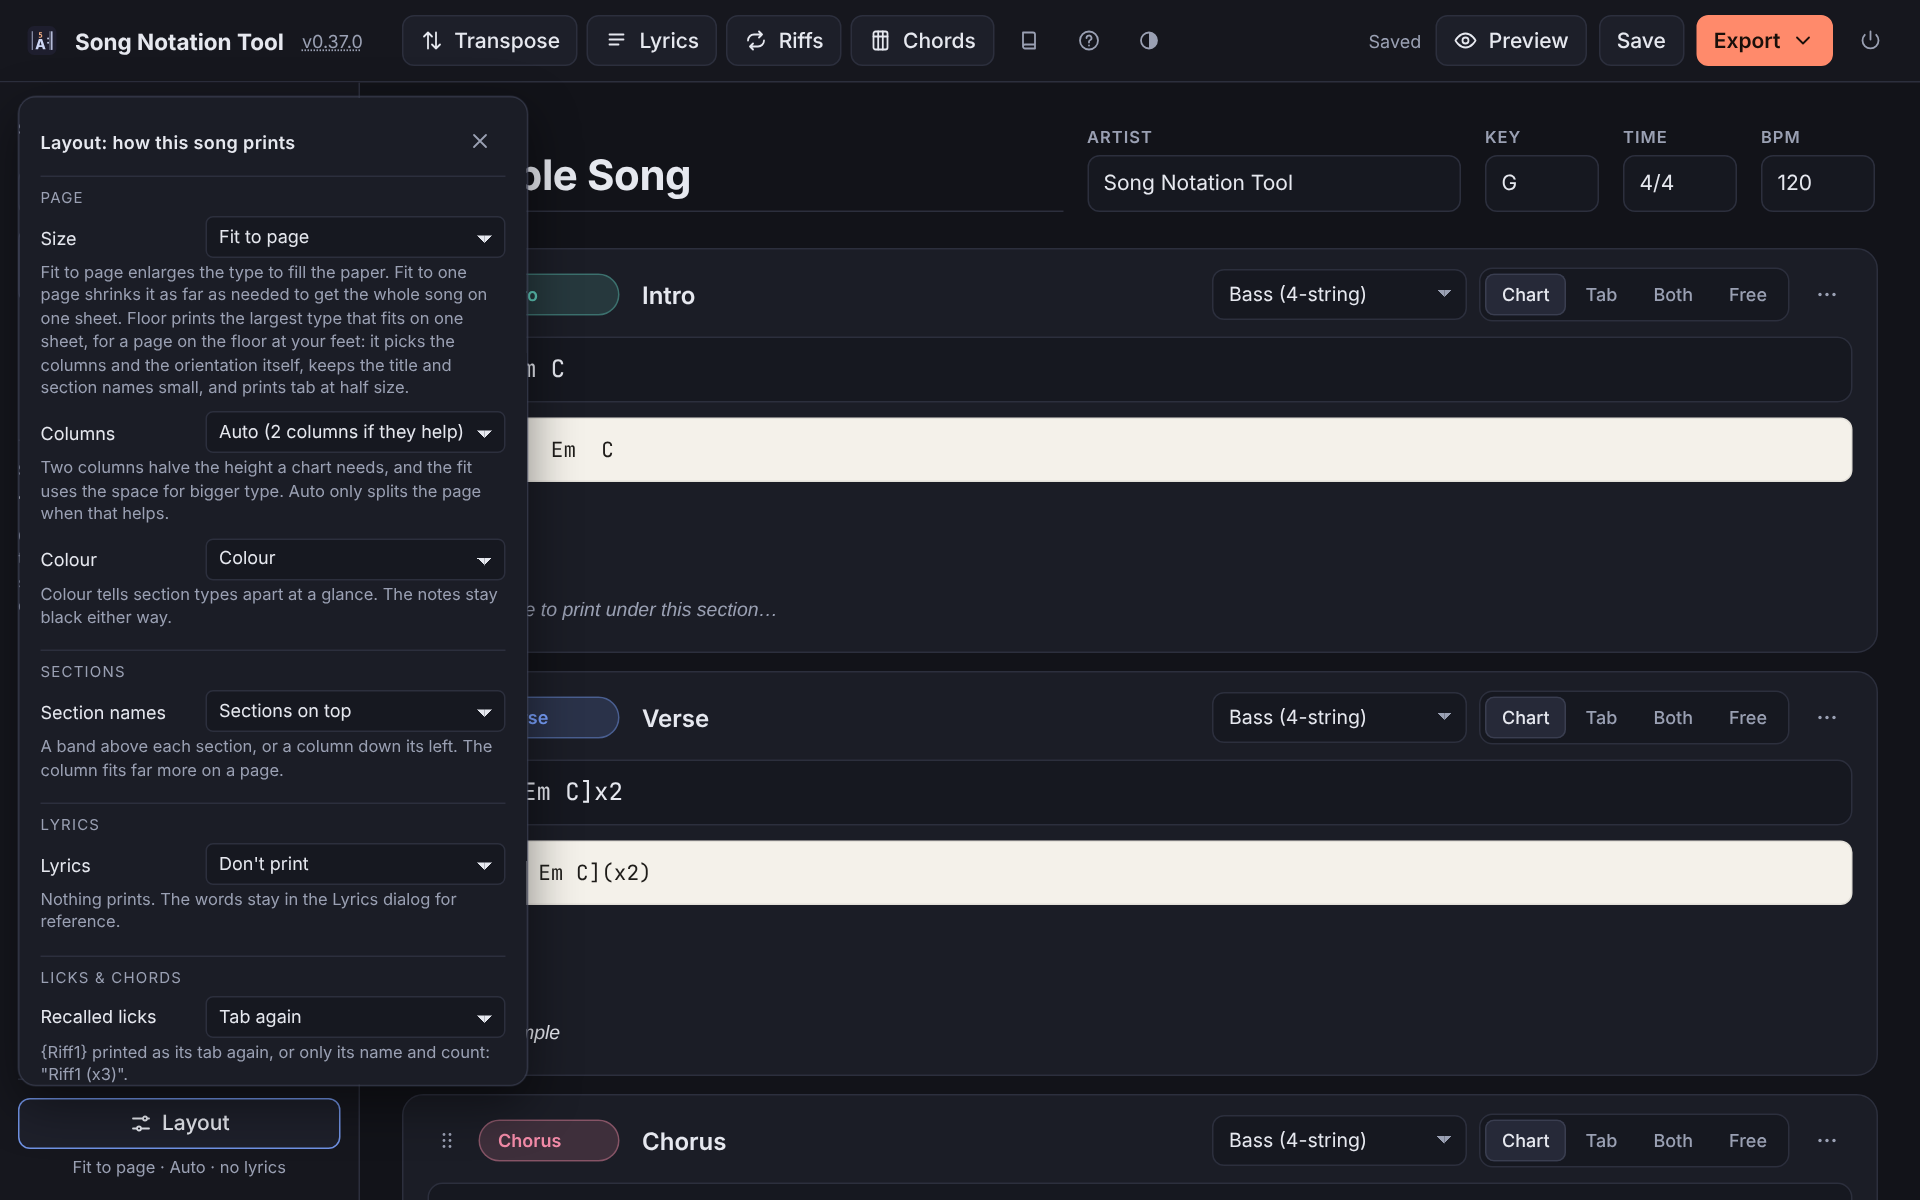 Song Notation Tool v0.37.0
Transpose
Lyrics
Riffs
Chords
Saved
Preview
Save
Export
Layout: how this song prints
PAGE
Size
Fit to page
Fit to page enlarges the type to fill the paper. Fit to one
page shrinks it as far as needed to get the whole song on
one sheet. Floor prints the largest type that fits on one
sheet, for a page on the floor at your feet: it picks the
columns and the orientation itself, keeps the title and
section names small, and prints tab at half size.
Columns
Auto (2 columns if they help)
Two columns halve the height a chart needs, and the fit
uses the space for bigger type. Auto only splits the page
when that helps.
Colour
Colour
Colour tells section types apart at a glance. The notes stay
black either way.
SECTIONS
Section names
Sections on top
A band above each section, or a column down its left. The
column fits far more on a page.
LYRICS
Lyrics
Don't print
Nothing prints. The words stay in the Lyrics dialog for
reference.
LICKS & CHORDS
Recalled licks
Tab again
{Riff1} printed as its tab again, or only its name and count:
"Riff1 (x3)".
Layout
Fit to page · Auto · no lyrics
Song
ARTIST
Song Notation Tool
KEY
G
TIME
4/4
BPM
120
Intro
Bass (4-string)
Chart
Tab
Both
Free
C
Em C
to print under this section…
Verse
Bass (4-string)
Chart
Tab
Both
Free
Em C]x2
Em C](x2)
Chorus
Chorus
Bass (4-string)
Chart
Tab
Both
Free